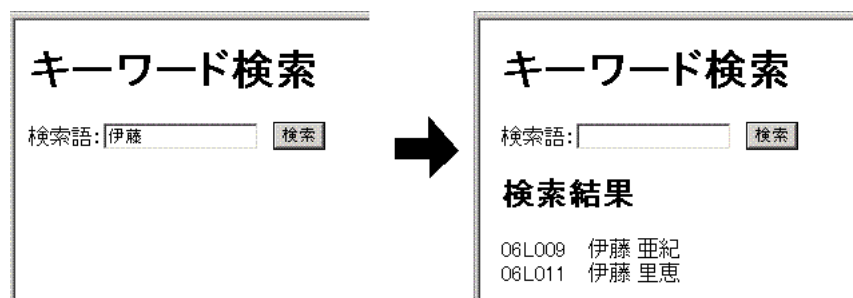 キーワード検索
検索語:伊藤 検索
キーワード検索
検索語: 検索
検索結果
06L009 伊藤 亜紀
06L011 伊藤 里恵